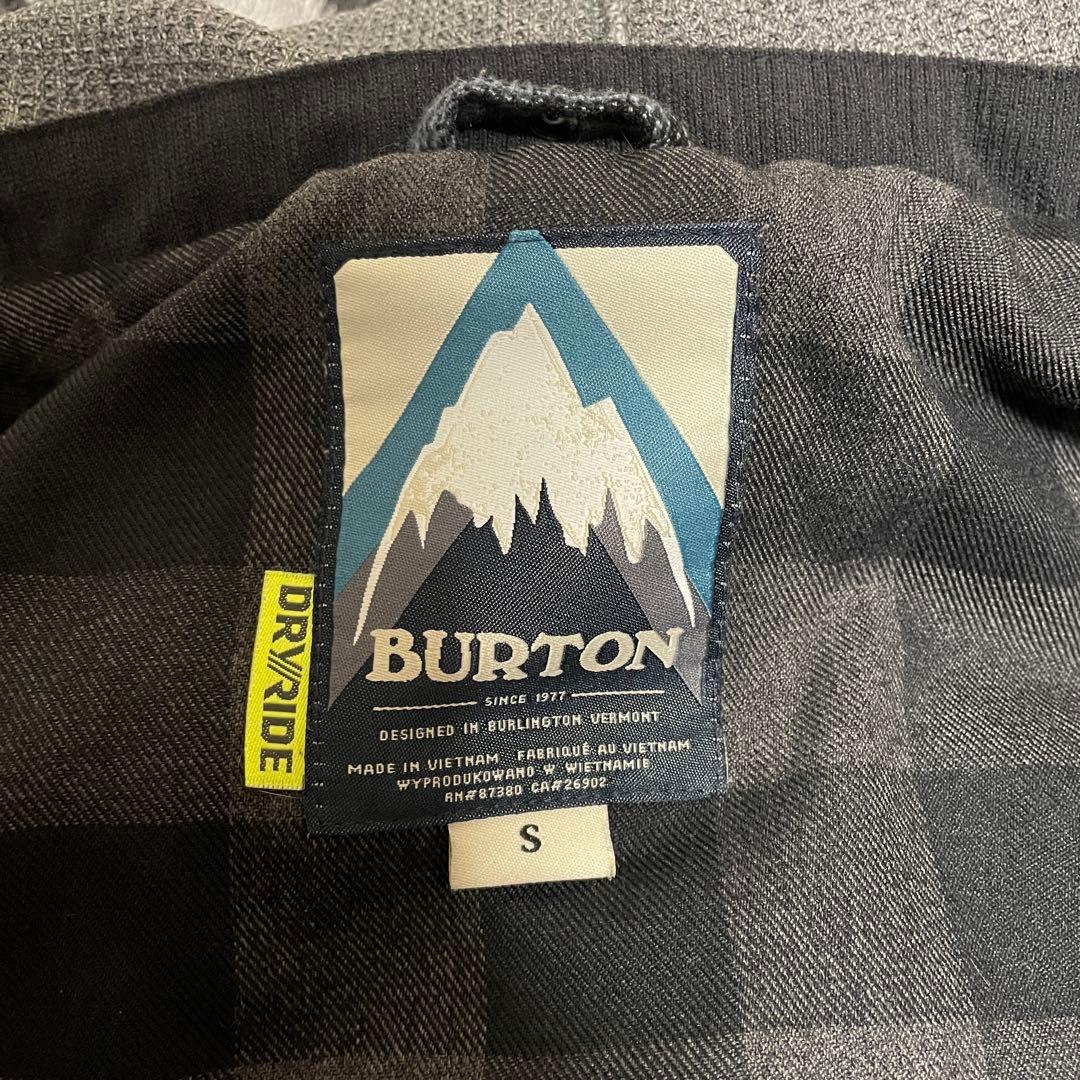 BURTON
SINCE 1977
DESIGNED IN BURLINGTON VERMONT
MADE IN VIETNAM FABRIQUÉ AU VIETNAM
WYPRODUKOWANO W WIETNAMIE
RN#87380 CA#26902
S
DRY//RIDE